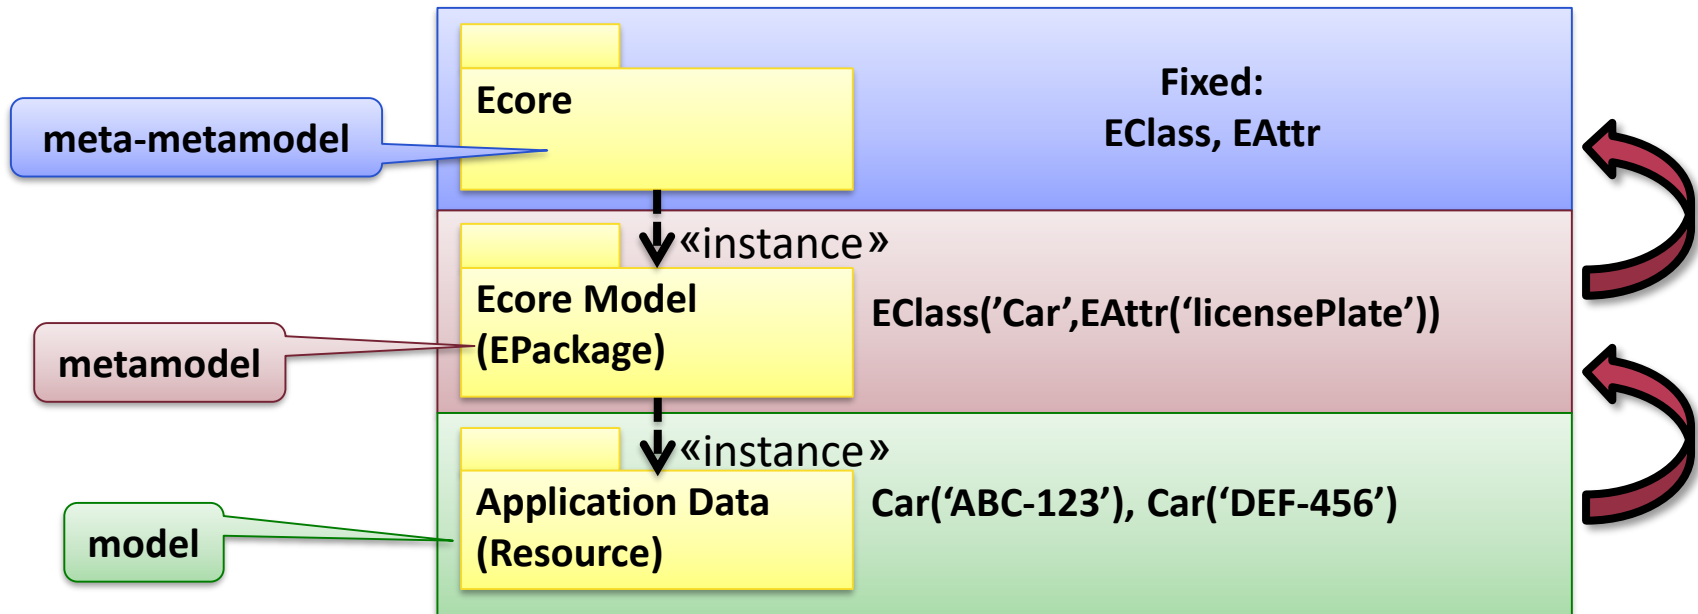 meta-metamodel
Ecore
Fixed:
EClass, EAttr
«instance»
metamodel
Ecore Model
(EPackage)
EClass(’Car’,EAttr(‘licensePlate’))
«instance»
model
Application Data
(Resource)
Car(‘ABC-123’), Car(‘DEF-456’)